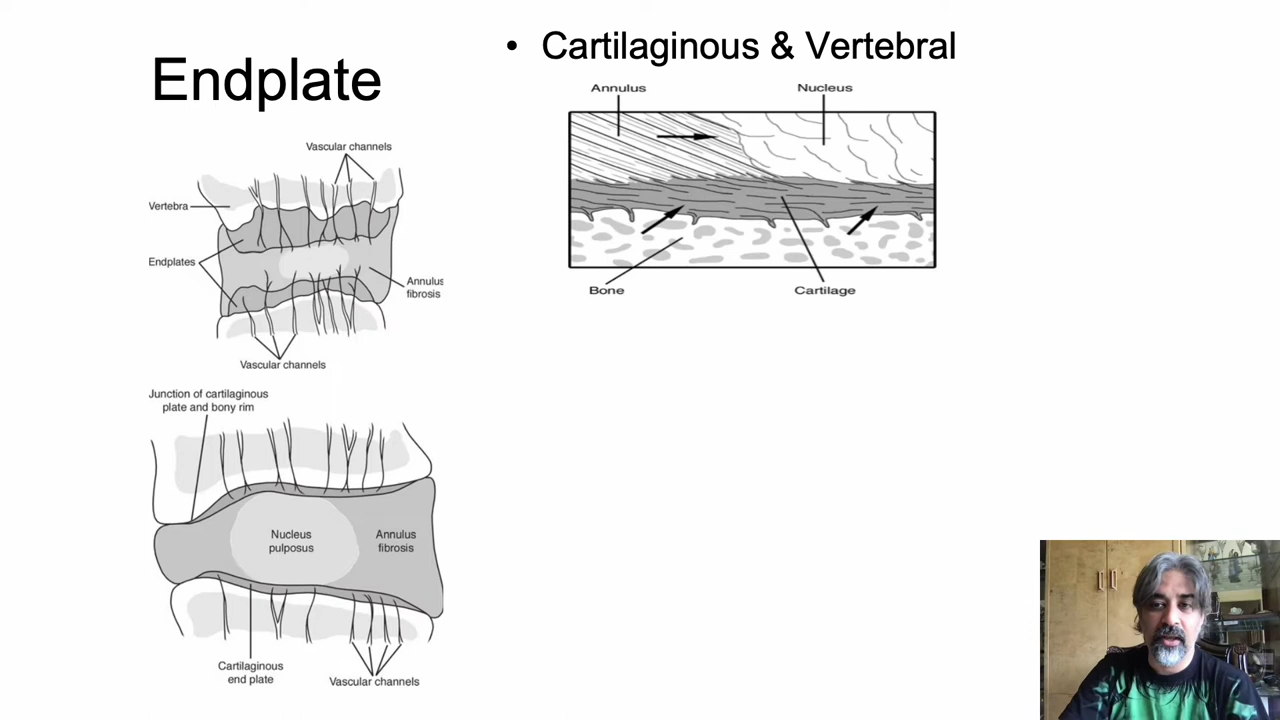 Endplate
• Cartilaginous & Vertebral
Annulus
Nucleus
Bone
Cartilage
Vascular channels
Vertebra
Endplates
Annulus
fibrosis
Vascular channels
Junction of cartilaginous
plate and bony rim
Nucleus
pulposus
Annulus
fibrosis
Cartilaginous
end plate
Vascular channels